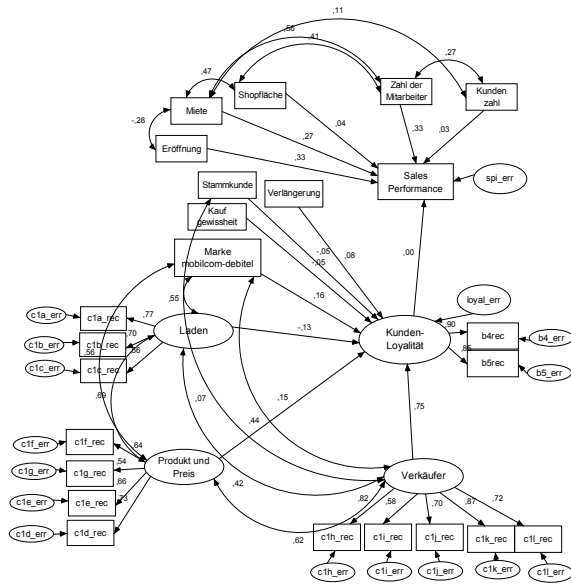 ,11
,56
,41
,27
,47
Shopfläche
Zahl der
Mitarbeiter
Kunden
zahl
Miete
-,28
,04
,27
,33
,03
Eröffnung
,33
Sales
Performance
spi_err
Stammkunde
Verlängerung
Kauf
gewissheit
-,05
-,05
,08
,00
Marke
mobilcom-debitel
,55
,16
loyal_err
c1a_err
c1a_rec
,77
Laden
-,13
Kunden-
Loyalität
,90
b4rec
b4_err
c1b_err
c1b_rec
,70
c1c_err
c1c_rec
,56
,56
,85
b5rec
b5_err
,69
,07
,15
,75
,44
c1f_err
c1f_rec
,64
c1g_err
c1g_rec
,54
Produkt und
Preis
Verkäufer
c1e_err
c1e_rec
,66
,42
c1d_err
c1d_rec
,73
,62
,82
,58
,70
,87
,72
c1h_rec
c1i_rec
c1j_rec
c1k_rec
c1l_rec
c1h_err
c1i_err
c1j_err
c1k_err
c1l_err